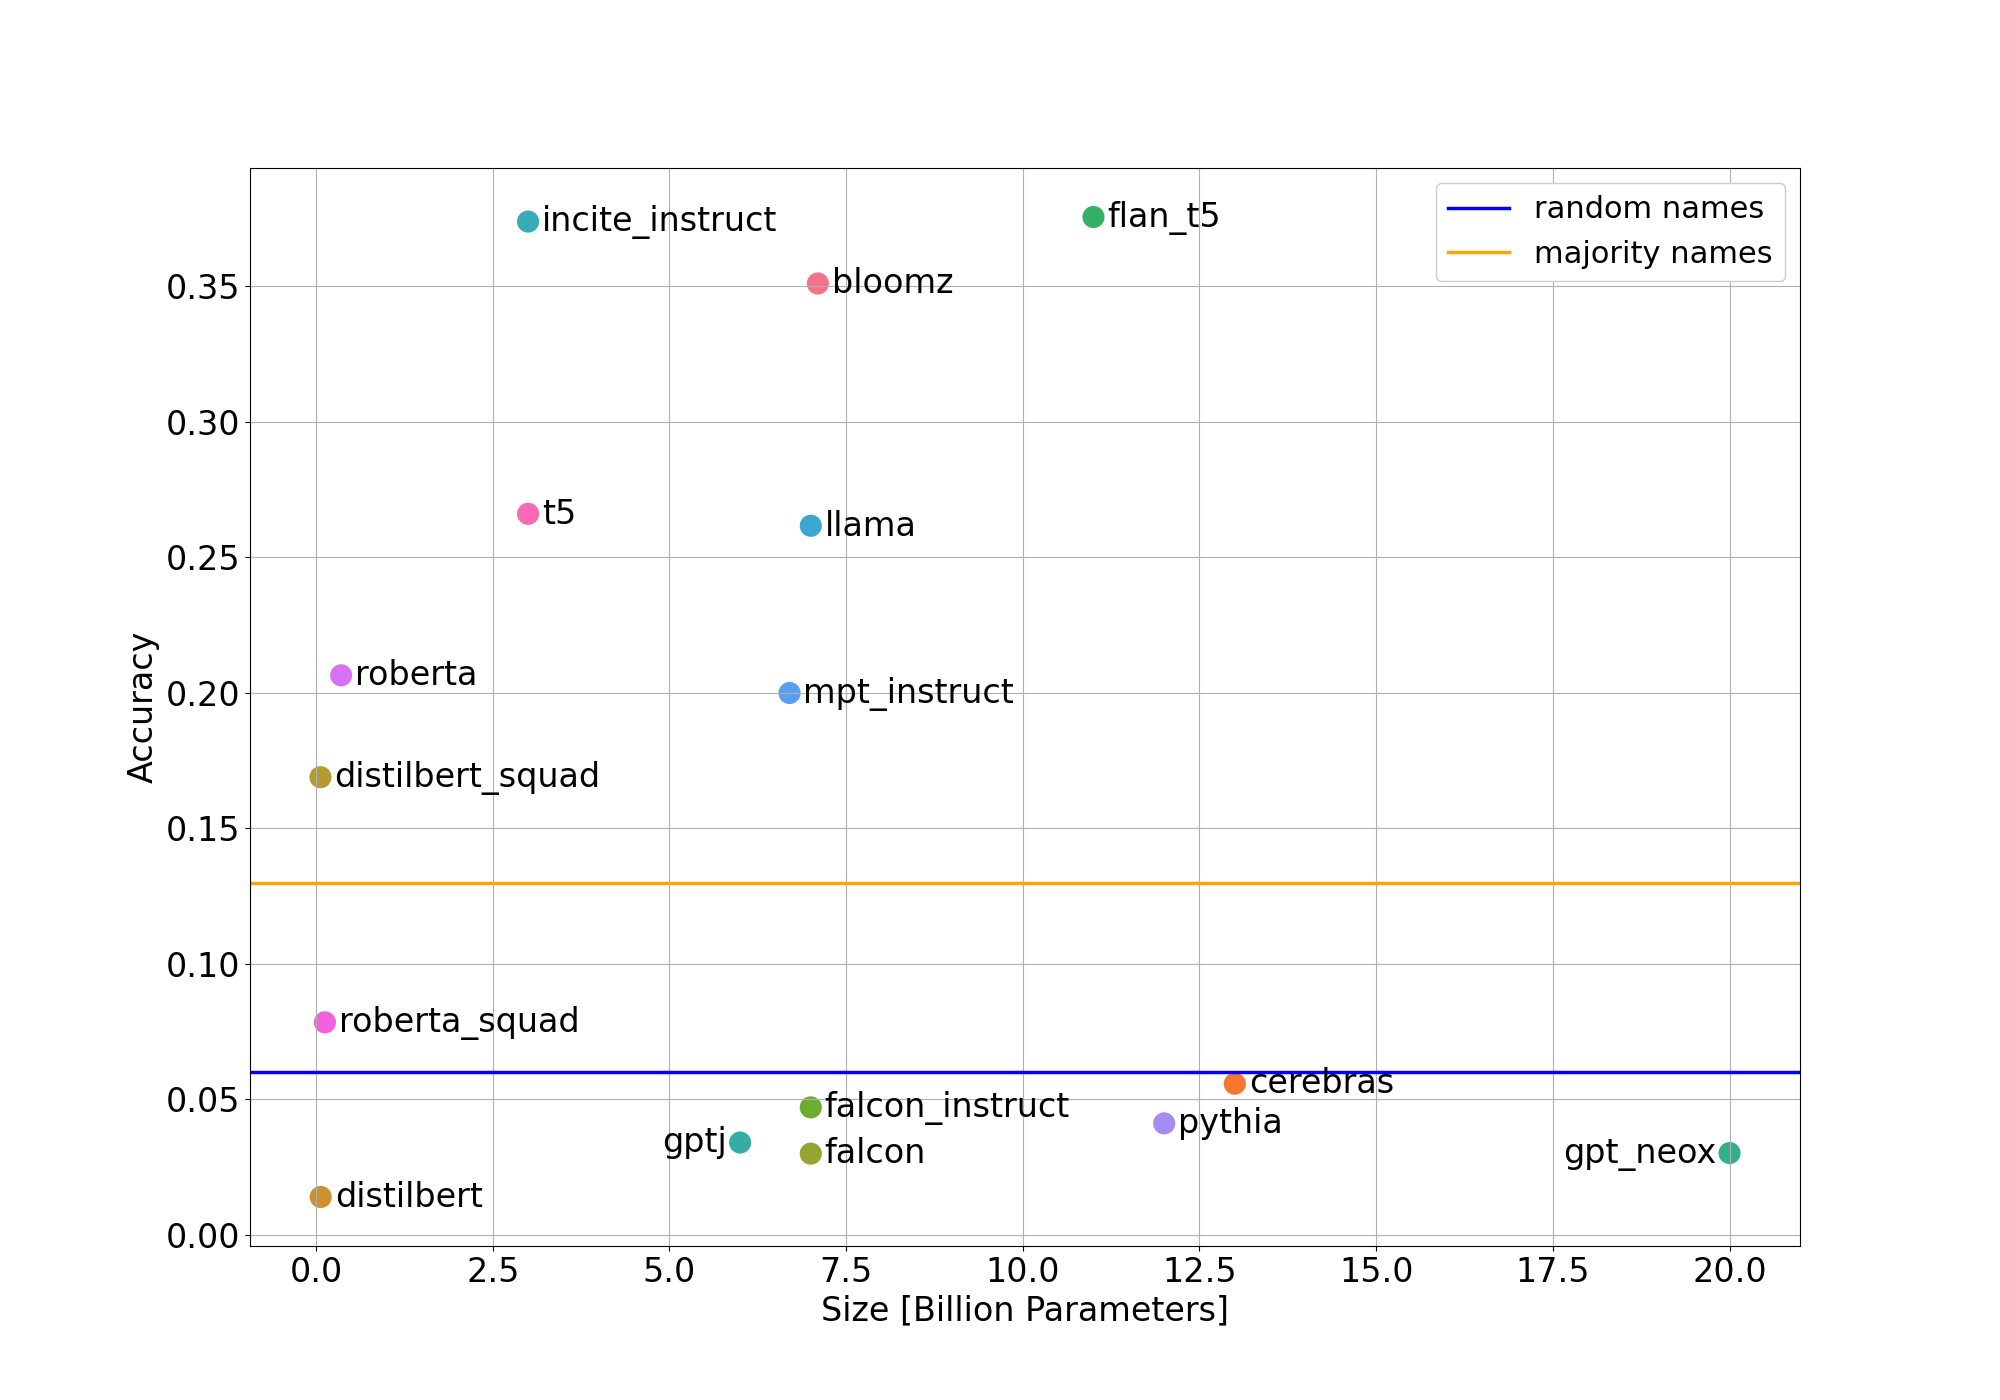 random names
majority names
incite_instruct
flan_t5
bloomz
t5
llama
roberta
mpt_instruct
distilbert_squad
roberta_squad
cerebras
falcon_instruct
pythia
gptj
falcon
gpt_neox
distilbert
Accuracy
0.35
0.30
0.25
0.20
0.15
0.10
0.05
0.00
0.0 2.5 5.0 7.5 10.0 12.5 15.0 17.5 20.0
Size [Billion Parameters]